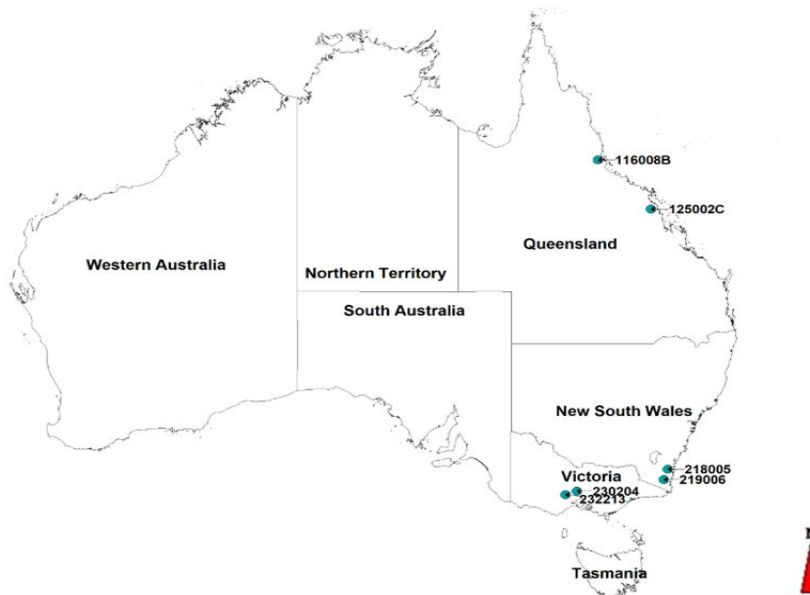 116008B
125002C
Queensland
Western Australia
Northern Territory
South Australia
New South Wales
218005
Victoria
219006
230204
232213
Tasmania